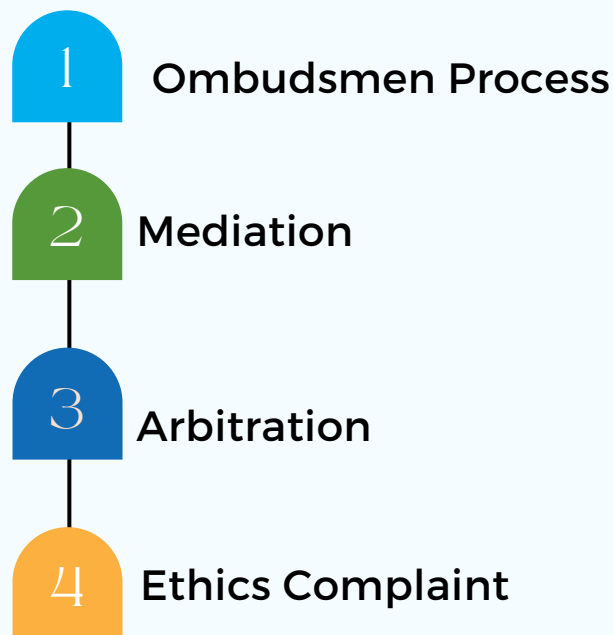 1 Ombudsmen Process
2 Mediation
3 Arbitration
4 Ethics Complaint